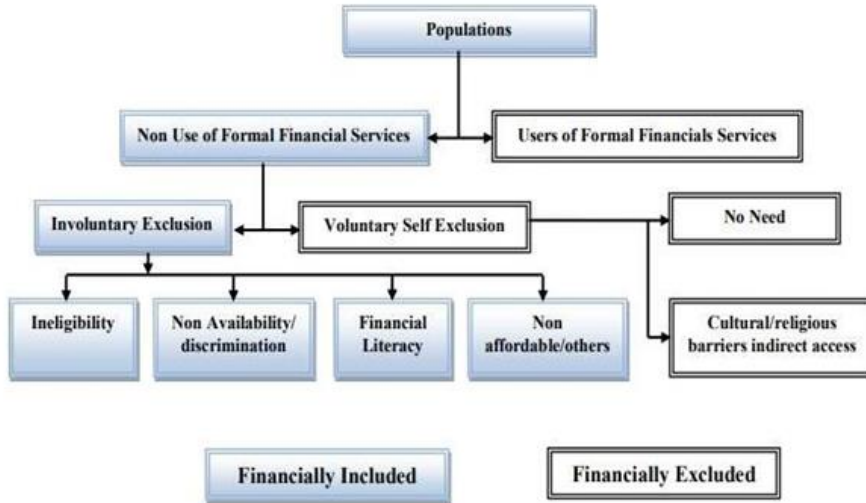 Populations
Non Use of Formal Financial Services
Users of Formal Financials Services
Involuntary Exclusion
Voluntary Self Exclusion
No Need
Ineligibility
Non Availability/
discrimination
Financial
Literacy
Non
affordable/others
Cultural/religious
barriers indirect access
Financially Included
Financially Excluded